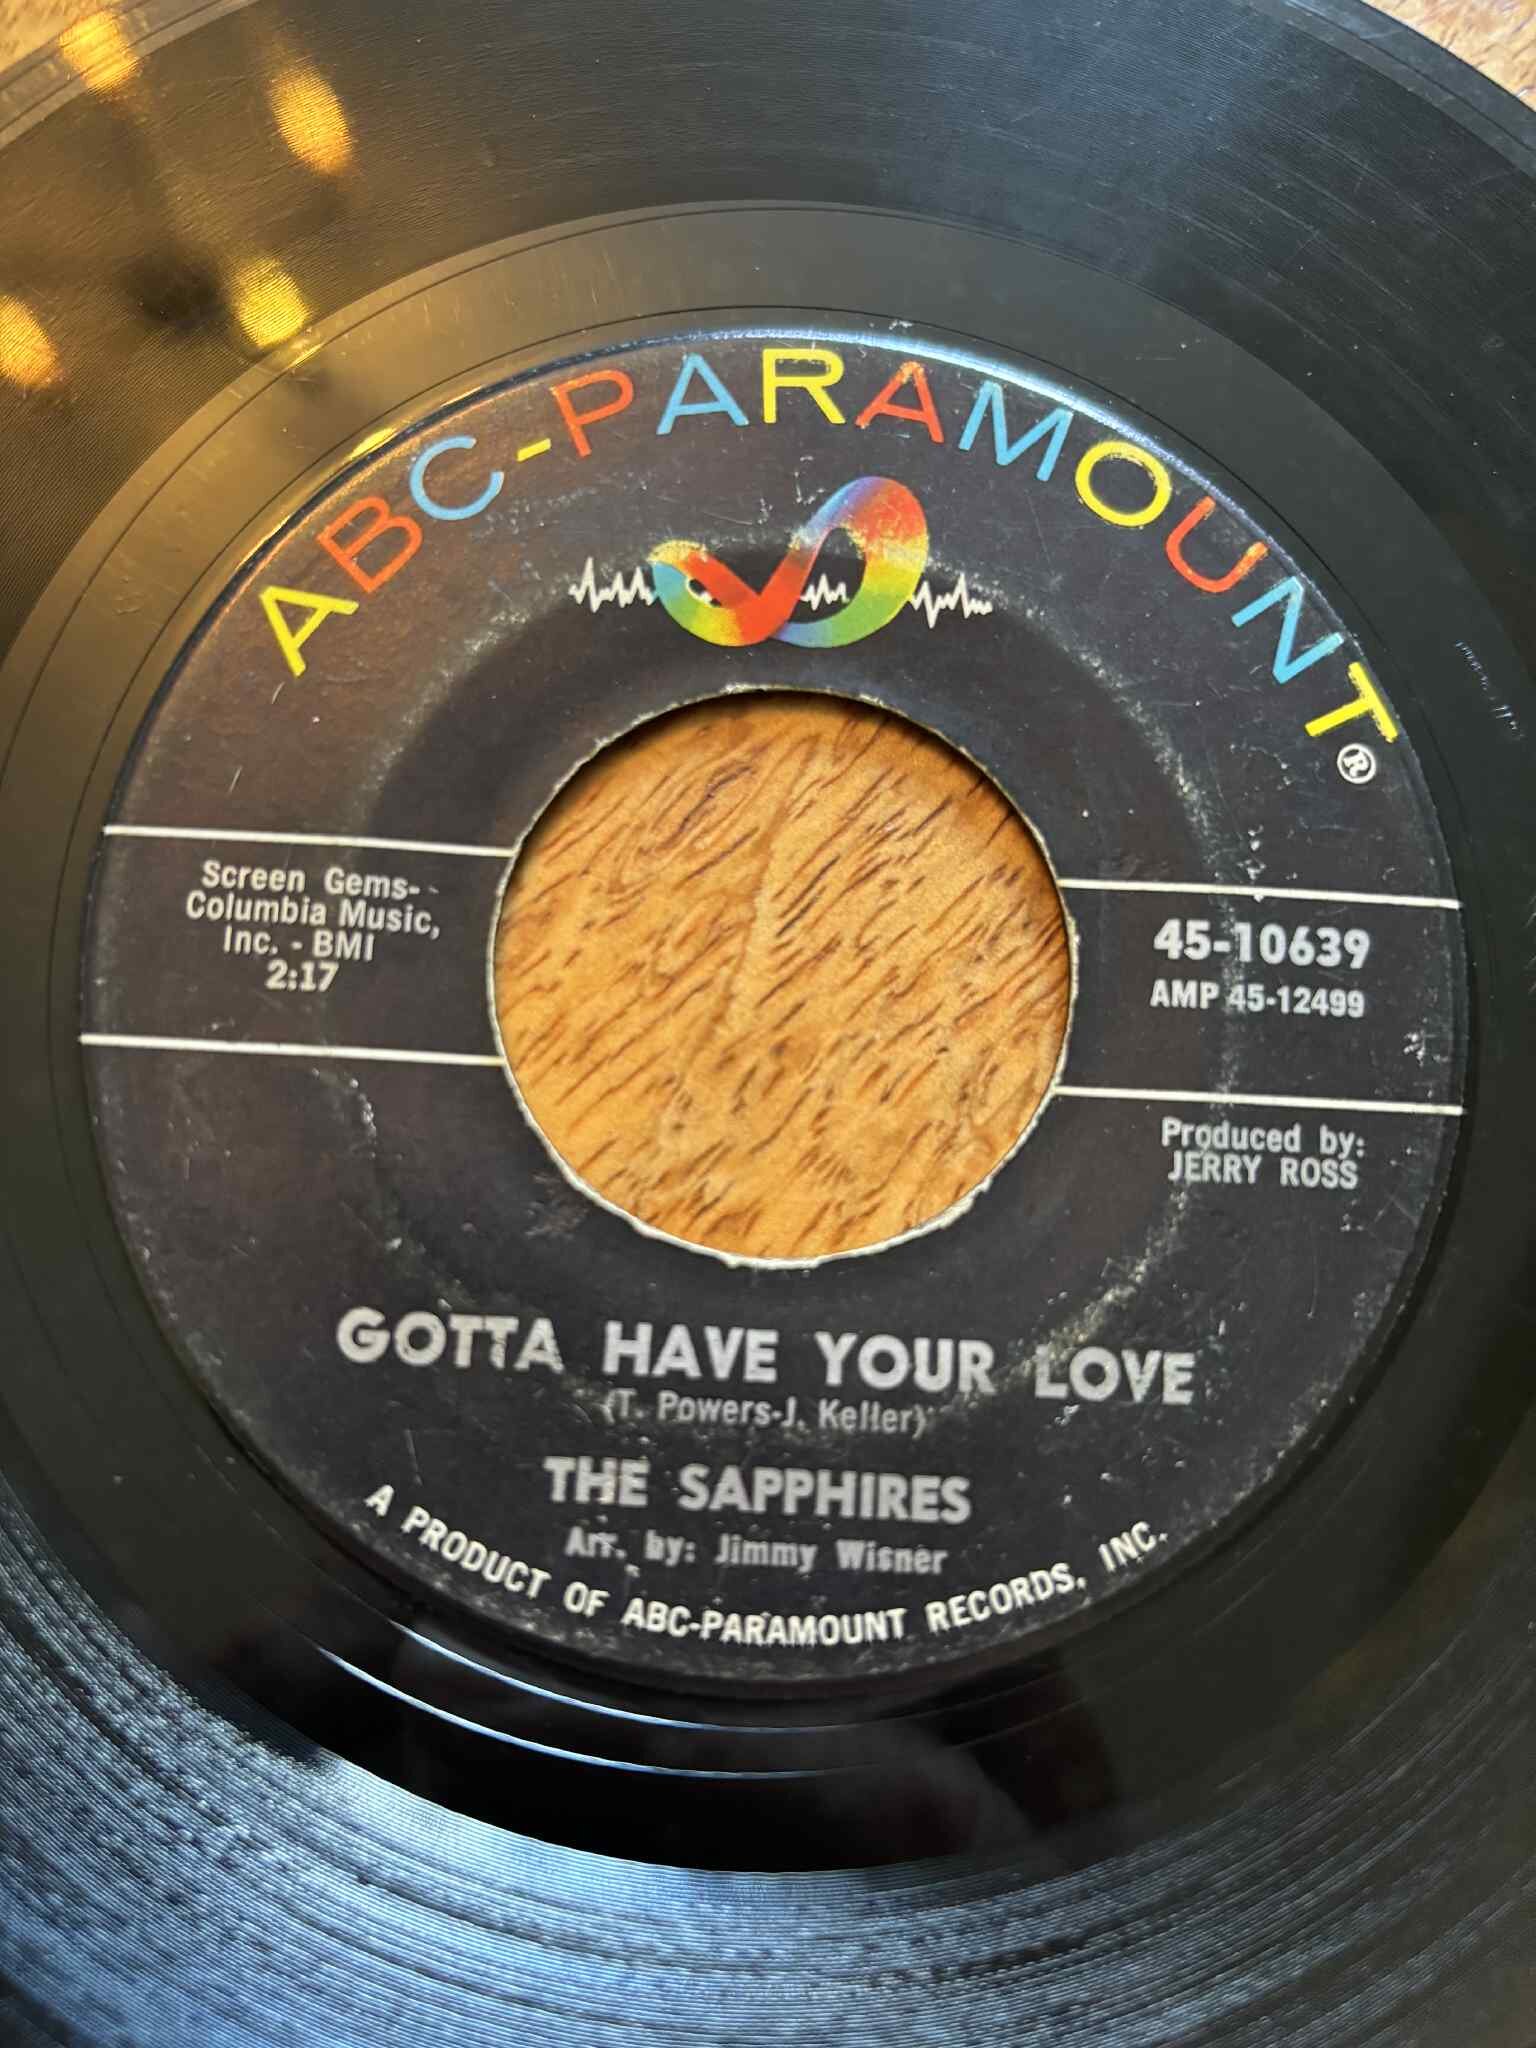 ABC-PARAMOUNT®
Screen Gems-
Columbia Music,
Inc. - BMI
2:17
45-10639
AMP 45-12499
Produced by:
JERRY ROSS
GOTTA HAVE YOUR LOVE
(T. Powers-J. Keller)
THE SAPPHIRES
Arr. by: Jimmy Wisner
A PRODUCT OF ABC-PARAMOUNT RECORDS, INC.